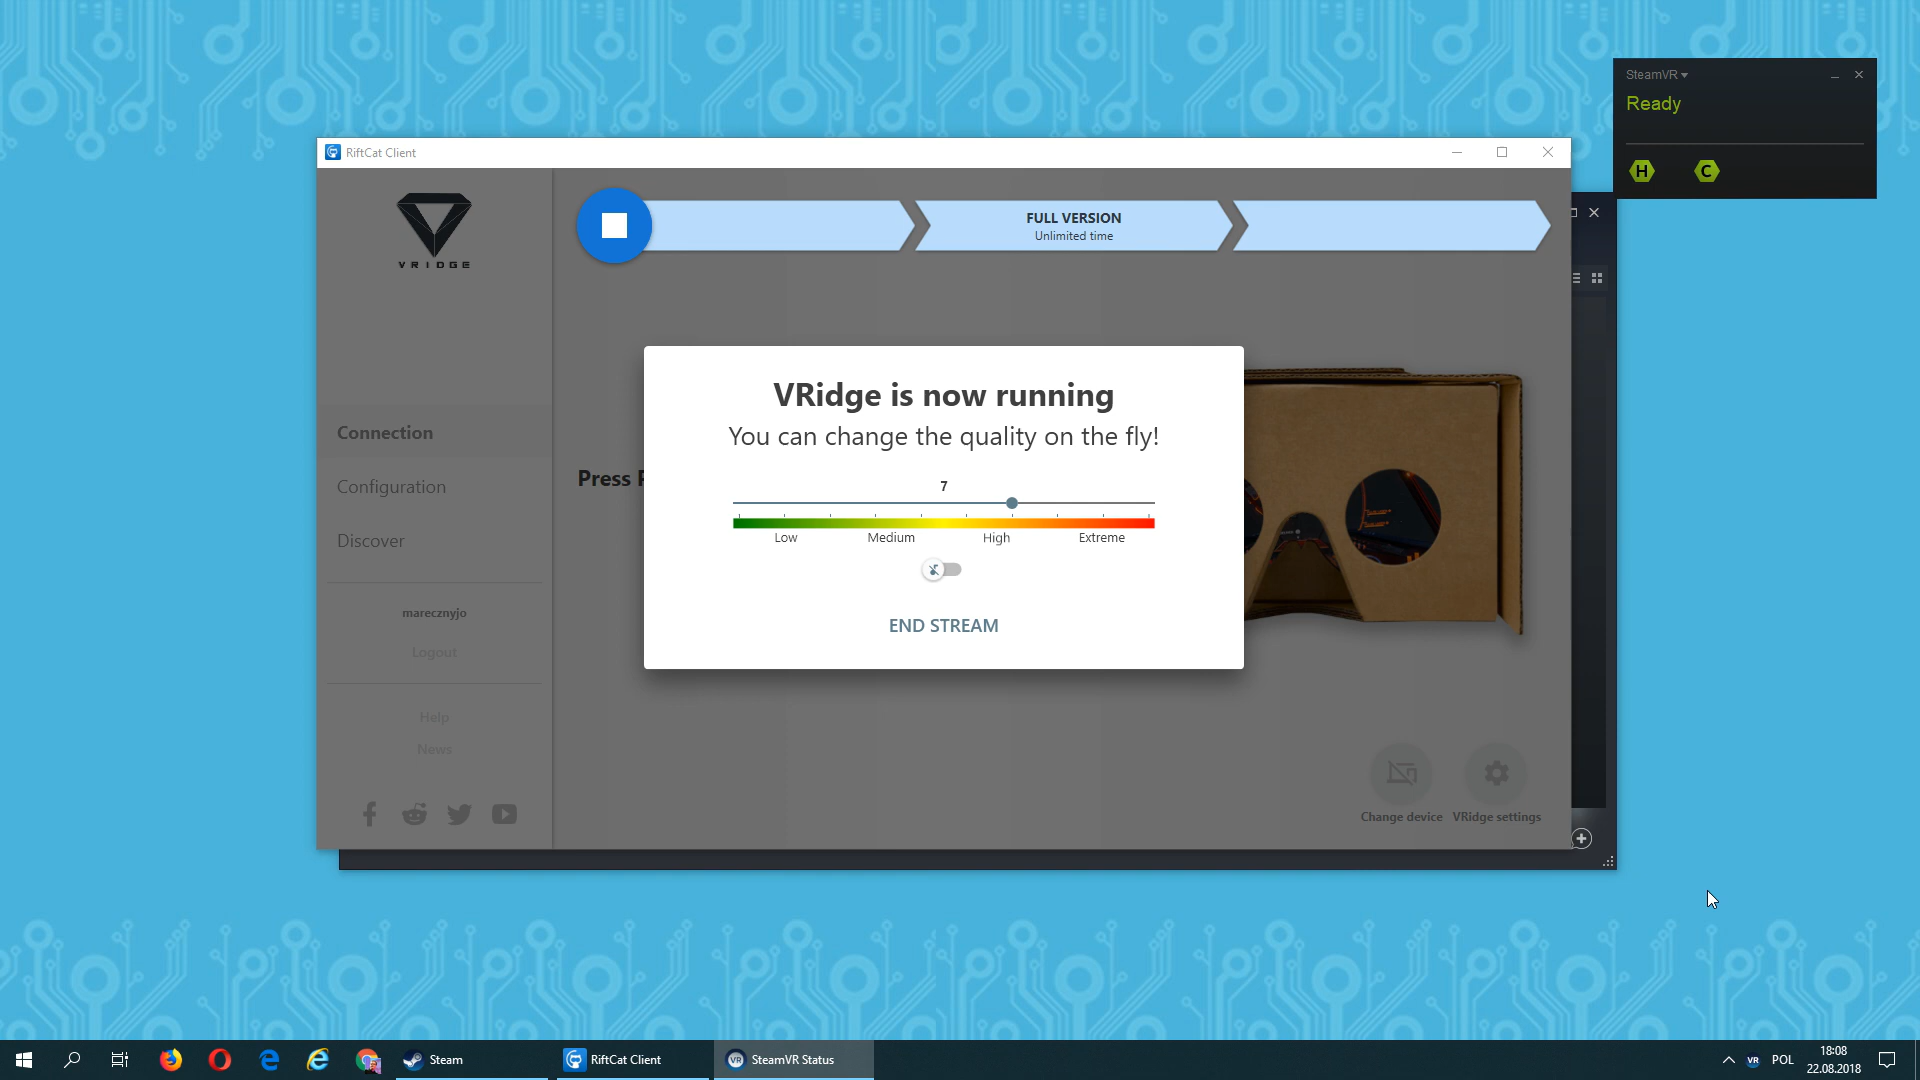 SteamVR
Ready
H
C
RiftCat Client
VRIDGE
FULL VERSION
Unlimited time
Connection
Configuration
Discover
marecznyjo
Logout
Help
News
Press
VRidge is now running
You can change the quality on the fly!
7
Low
Medium
High
Extreme
END STREAM
Change device
VRidge settings
Steam
RiftCat Client
VR
SteamVR Status
VR
POL
18:08
22.08.2018